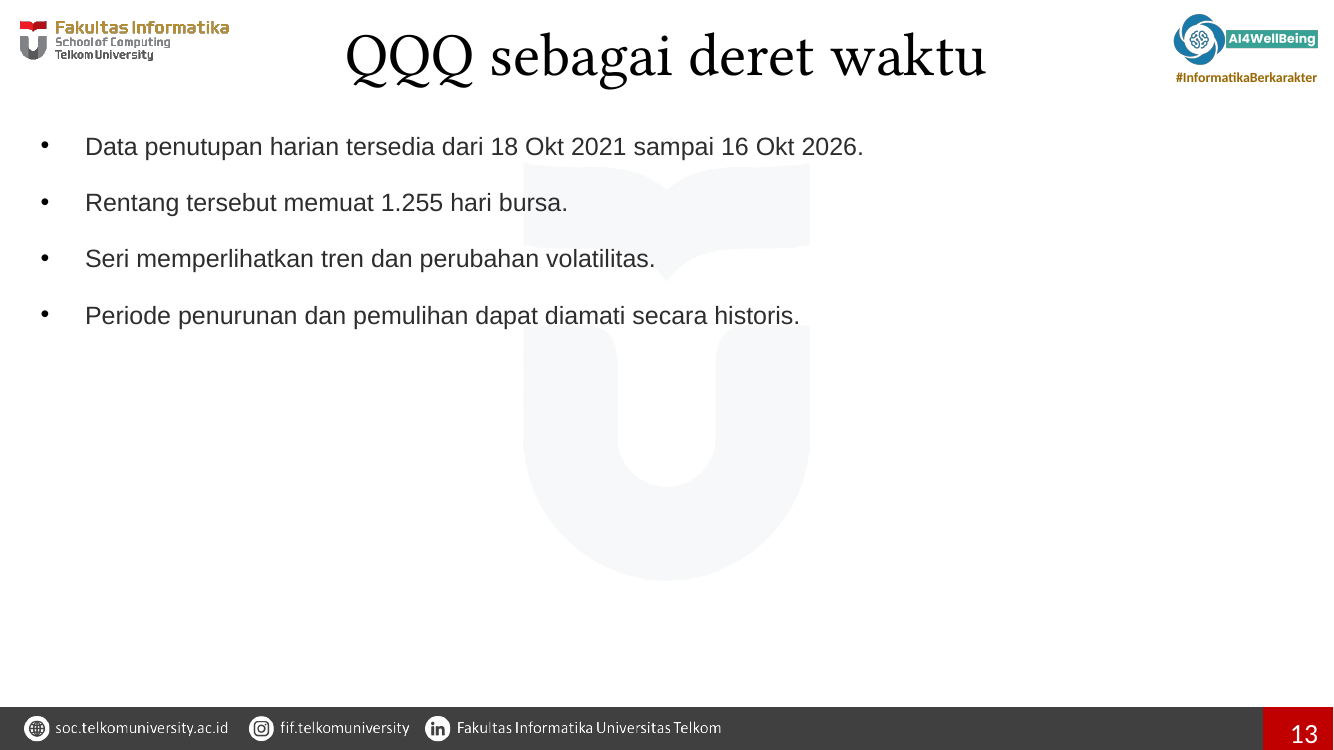 Fakultas Informatika
School of Computing
Telkom University
QQQ sebagai deret waktu
AI4WellBeing
#InformatikaBerkarakter
• Data penutupan harian tersedia dari 18 Okt 2021 sampai 16 Okt 2026.
• Rentang tersebut memuat 1.255 hari bursa.
• Seri memperlihatkan tren dan perubahan volatilitas.
• Periode penurunan dan pemulihan dapat diamati secara historis.
soc.telkomuniversity.ac.id fif.telkomuniversity Fakultas Informatika Universitas Telkom
13